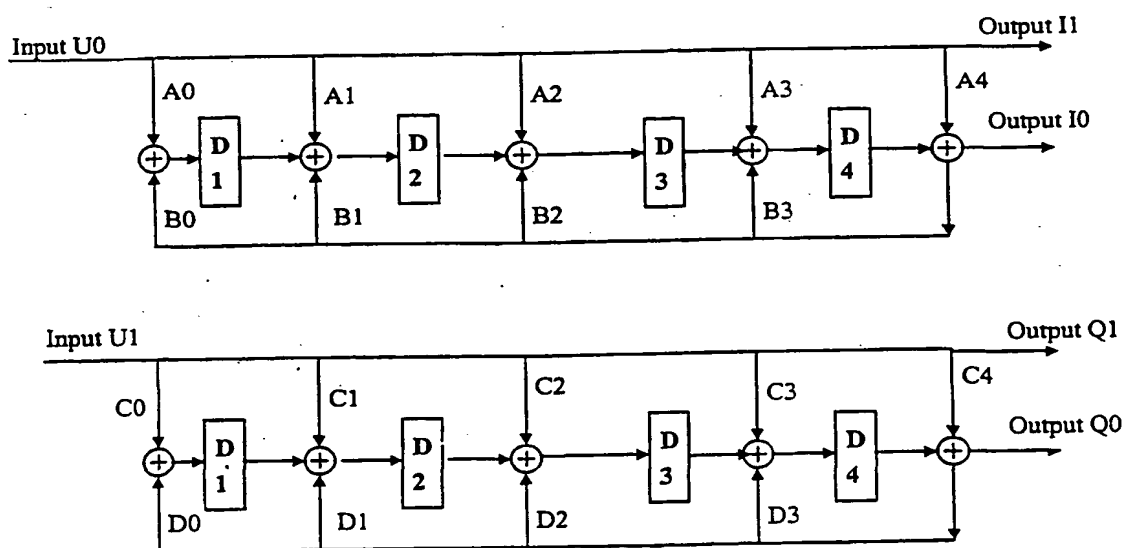 Input U0 Output I1
A0 A1 A2 A3 A4
Output I0
D 1 D 2 D 3 D 4
B0 B1 B2 B3
Input U1 Output Q1
C0 C1 C2 C3 C4
Output Q0
D 1 D 2 D 3 D 4
D0 D1 D2 D3